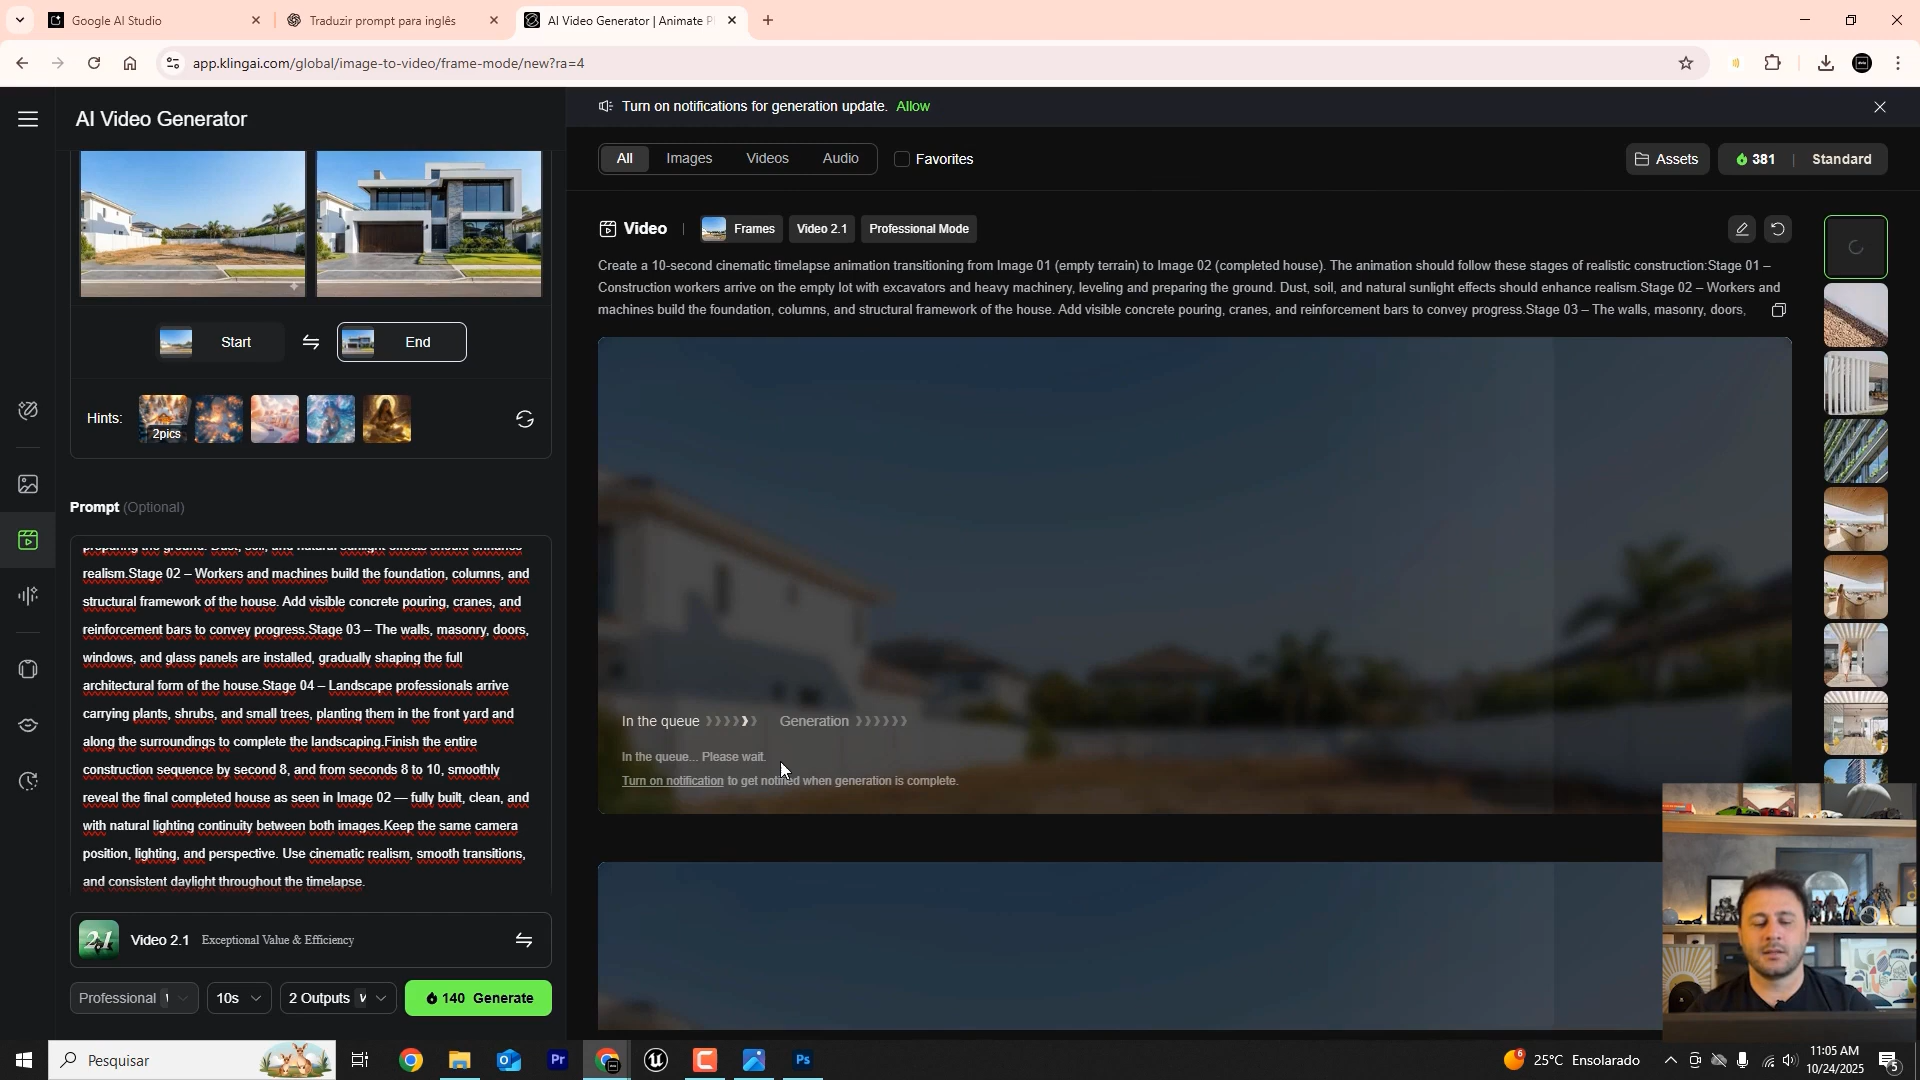 Google AI Studio
Traduzir prompt para inglês
AI Video Generator | Animate P
app.klingai.com/global/image-to-video/frame-mode/new?ra=4
AI Video Generator
Turn on notifications for generation update. Allow
All
Images
Videos
Audio
Favorites
Assets
381
Standard
Video
Frames
Video 2.1
Professional Mode
Create a 10-second cinematic timelapse animation transitioning from Image 01 (empty terrain) to Image 02 (completed house). The animation should follow these stages of realistic construction:Stage 01 –
Construction workers arrive on the empty lot with excavators and heavy machinery, leveling and preparing the ground. Dust, soil, and natural sunlight effects should enhance realism.Stage 02 – Workers and
machines build the foundation, columns, and structural framework of the house. Add visible concrete pouring, cranes, and reinforcement bars to convey progress.Stage 03 – The walls, masonry, doors,
Start
End
Hints:
2pics
Prompt (Optional)
preparing the ground. Dust, soil, and natural sunlight effects should enhance
realism.Stage 02 – Workers and machines build the foundation, columns, and
structural framework of the house. Add visible concrete pouring, cranes, and
reinforcement bars to convey progress.Stage 03 – The walls, masonry, doors,
windows, and glass panels are installed, gradually shaping the full
architectural form of the house.Stage 04 – Landscape professionals arrive
carrying plants, shrubs, and small trees, planting them in the front yard and
along the surroundings to complete the landscaping.Finish the entire
construction sequence by second 8, and from seconds 8 to 10, smoothly
reveal the final completed house as seen in Image 02 — fully built, clean, and
with natural lighting continuity between both images.Keep the same camera
position, lighting, and perspective. Use cinematic realism, smooth transitions,
and consistent daylight throughout the timelapse.
In the queue
Generation
In the queue... Please wait.
Turn on notification to get notified when generation is complete.
2.1
Video 2.1
Exceptional Value & Efficiency
Professional
10s
2 Outputs
140 Generate
Pesquisar
Pr
Ps
6
25°C Ensolarado
11:05 AM
10/24/2025
5